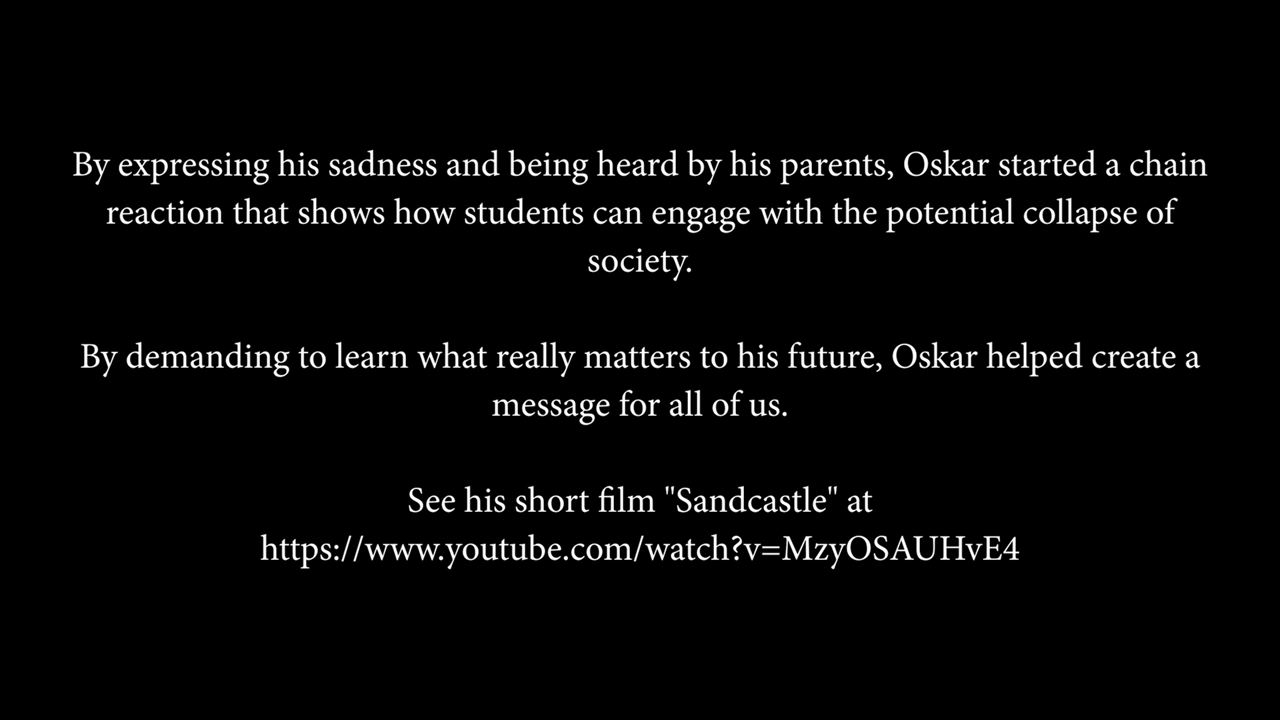 By expressing his sadness and being heard by his parents, Oskar started a chain
reaction that shows how students can engage with the potential collapse of
society.
By demanding to learn what really matters to his future, Oskar helped create a
message for all of us.
See his short film "Sandcastle" at
https://www.youtube.com/watch?v=MzyOSAUHvE4